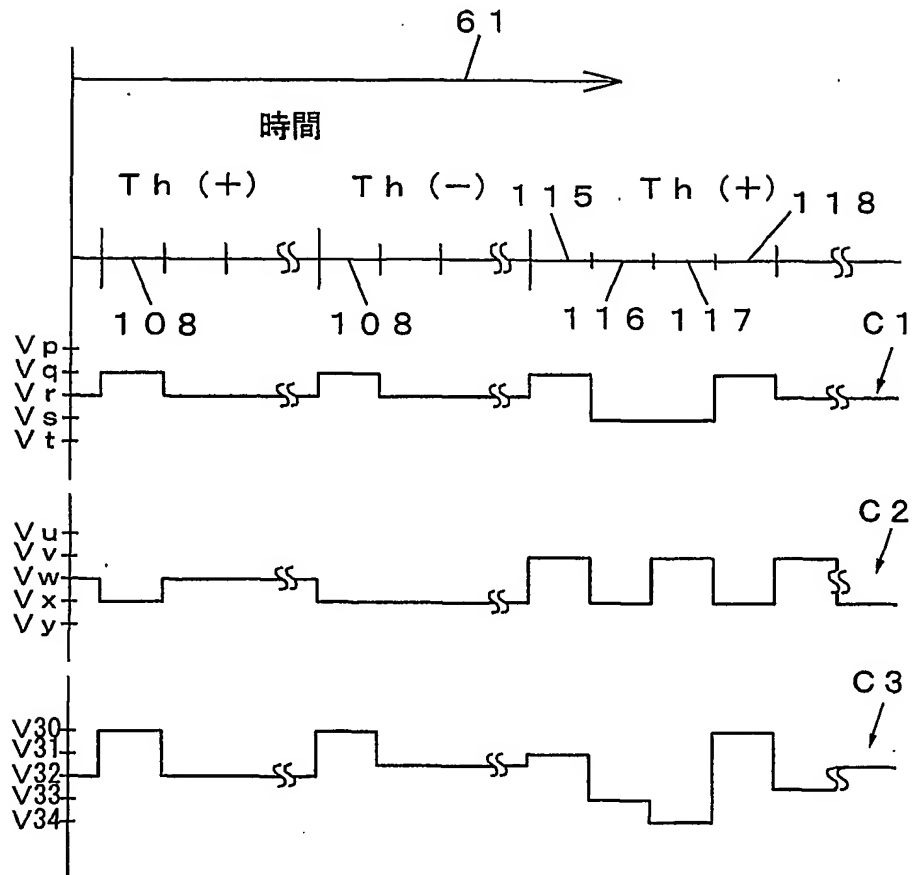 61
時間
Th(+) Th(-) 115 Th(+) 118
108 108 116 117
Vp
Vq
Vr
Vs
Vt
C1
Vu
Vv
Vw
Vx
Vy
C2
V30
V31
V32
V33
V34
C3